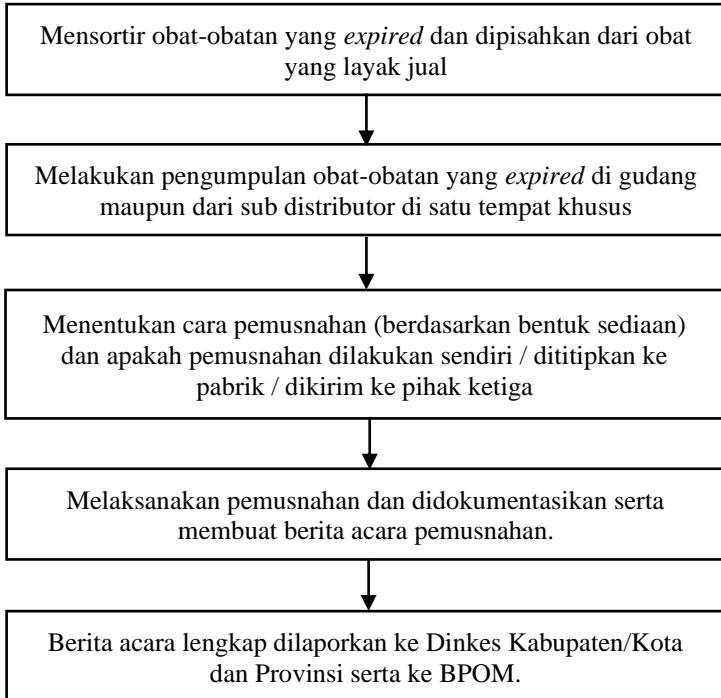 Mensortir obat-obatan yang expired dan dipisahkan dari obat
yang layak jual
Melakukan pengumpulan obat-obatan yang expired di gudang
maupun dari sub distributor di satu tempat khusus
Menentukan cara pemusnahan (berdasarkan bentuk sediaan)
dan apakah pemusnahan dilakukan sendiri / dititipkan ke
pabrik / dikirim ke pihak ketiga
Melaksanakan pemusnahan dan didokumentasikan serta
membuat berita acara pemusnahan.
Berita acara lengkap dilaporkan ke Dinkes Kabupaten/Kota
dan Provinsi serta ke BPOM.